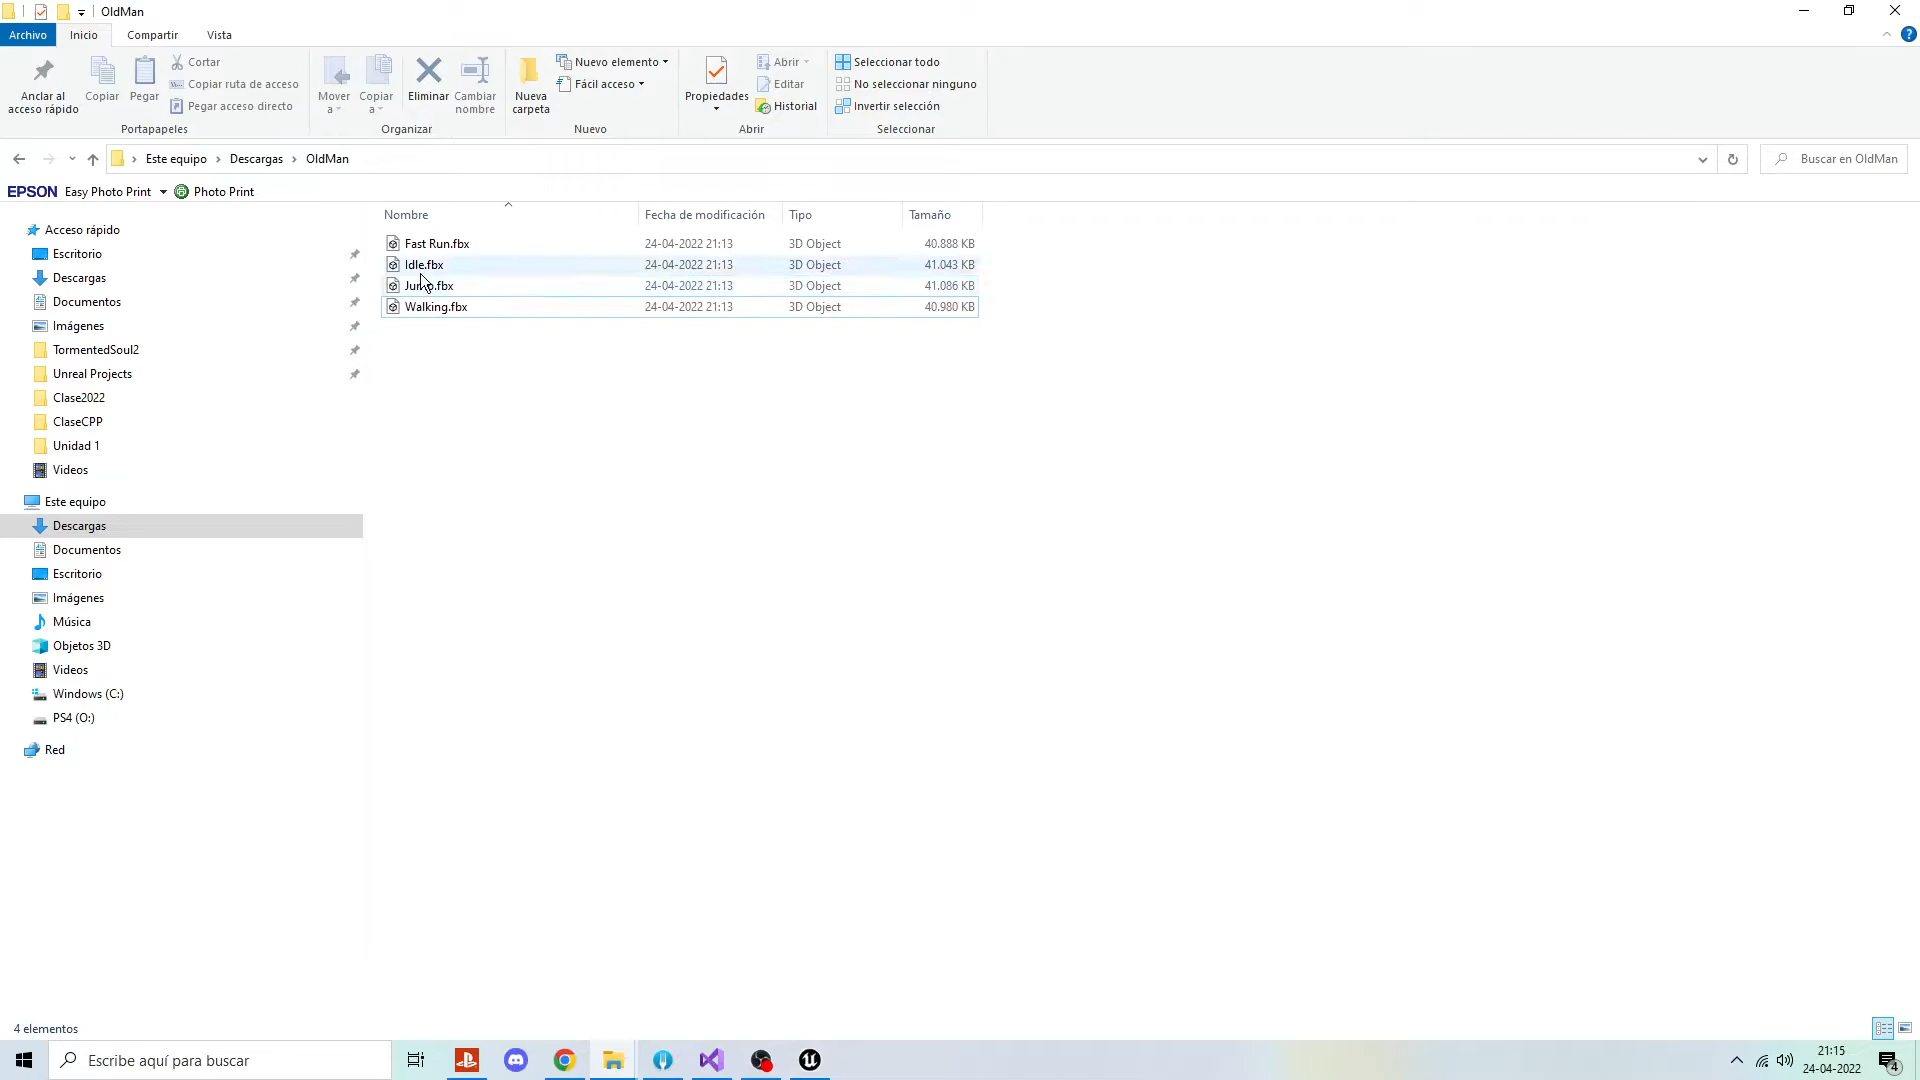 OldMan
Archivo Inicio Compartir Vista
Anclar al
acceso rápido
Copiar
Pegar
Cortar
Copiar ruta de acceso
Pegar acceso directo
Portapapeles
Mover
a
Copiar
a
Eliminar
Cambiar
nombre
Organizar
Nueva
carpeta
Nuevo elemento
Fácil acceso
Nuevo
Propiedades
Abrir
Editar
Historial
Abrir
Seleccionar todo
No seleccionar ninguno
Invertir selección
Seleccionar
Este equipo > Descargas > OldMan
Buscar en OldMan
EPSON Easy Photo Print Photo Print
Nombre Fecha de modificación Tipo Tamaño
Fast Run.fbx 24-04-2022 21:13 3D Object 40.888 KB
Idle.fbx 24-04-2022 21:13 3D Object 41.043 KB
Jump.fbx 24-04-2022 21:13 3D Object 41.086 KB
Walking.fbx 24-04-2022 21:13 3D Object 40.980 KB
Acceso rápido
Escritorio
Descargas
Documentos
Imágenes
TormentedSoul2
Unreal Projects
Clase2022
ClaseCPP
Unidad 1
Videos
Este equipo
Descargas
Documentos
Escritorio
Imágenes
Música
Objetos 3D
Videos
Windows (C:)
PS4 (O:)
Red
4 elementos
Escribe aquí para buscar
21:15
24-04-2022
4